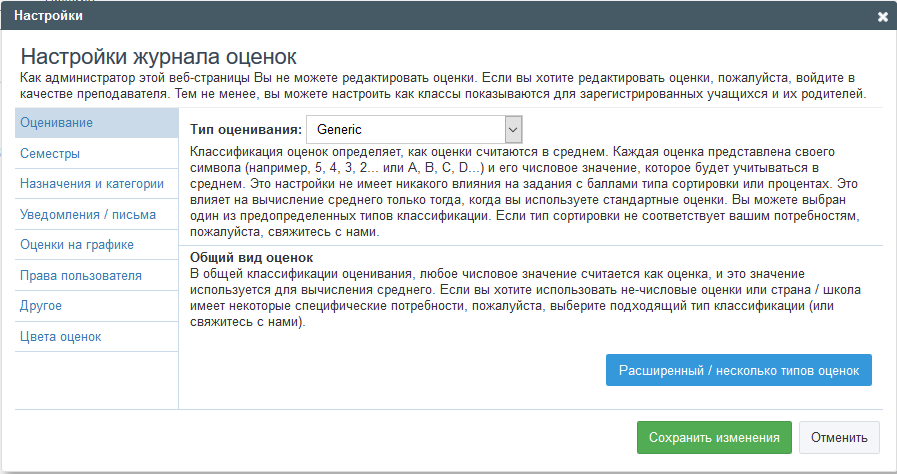 Настройки
Настройки журнала оценок
Как администратор этой веб-страницы Вы не можете редактировать оценки. Если вы хотите редактировать оценки, пожалуйста, войдите в
качестве преподавателя. Тем не менее, вы можете настроить как классы показываются для зарегистрированных учащихся и их родителей.
Оценивание
Семестры
Назначения и категории
Уведомления / письма
Оценки на графике
Права пользователя
Другое
Цвета оценок
Тип оценивания: Generic
Классификация оценок определяет, как оценки считаются в среднем. Каждая оценка представлена своего
символа (например, 5, 4, 3, 2... или A, B, C, D...) и его числовое значение, которое будет учитываться в
среднем. Это настройки не имеет никакого влияния на задания с баллами типа сортировки или процентах. Это
влияет на вычисление среднего только тогда, когда вы используете стандартные оценки. Вы можете выбран
один из предопределенных типов классификации. Если тип сортировки не соответствует вашим потребностям,
пожалуйста, свяжитесь с нами.
Общий вид оценок
В общей классификации оценивания, любое числовое значение считается как оценка, и это значение
используется для вычисления среднего. Если вы хотите использовать не-числовые оценки или страна / школа
имеет некоторые специфические потребности, пожалуйста, выберите подходящий тип классификации (или
свяжитесь с нами).
Расширенный / несколько типов оценок
Сохранить изменения
Отменить